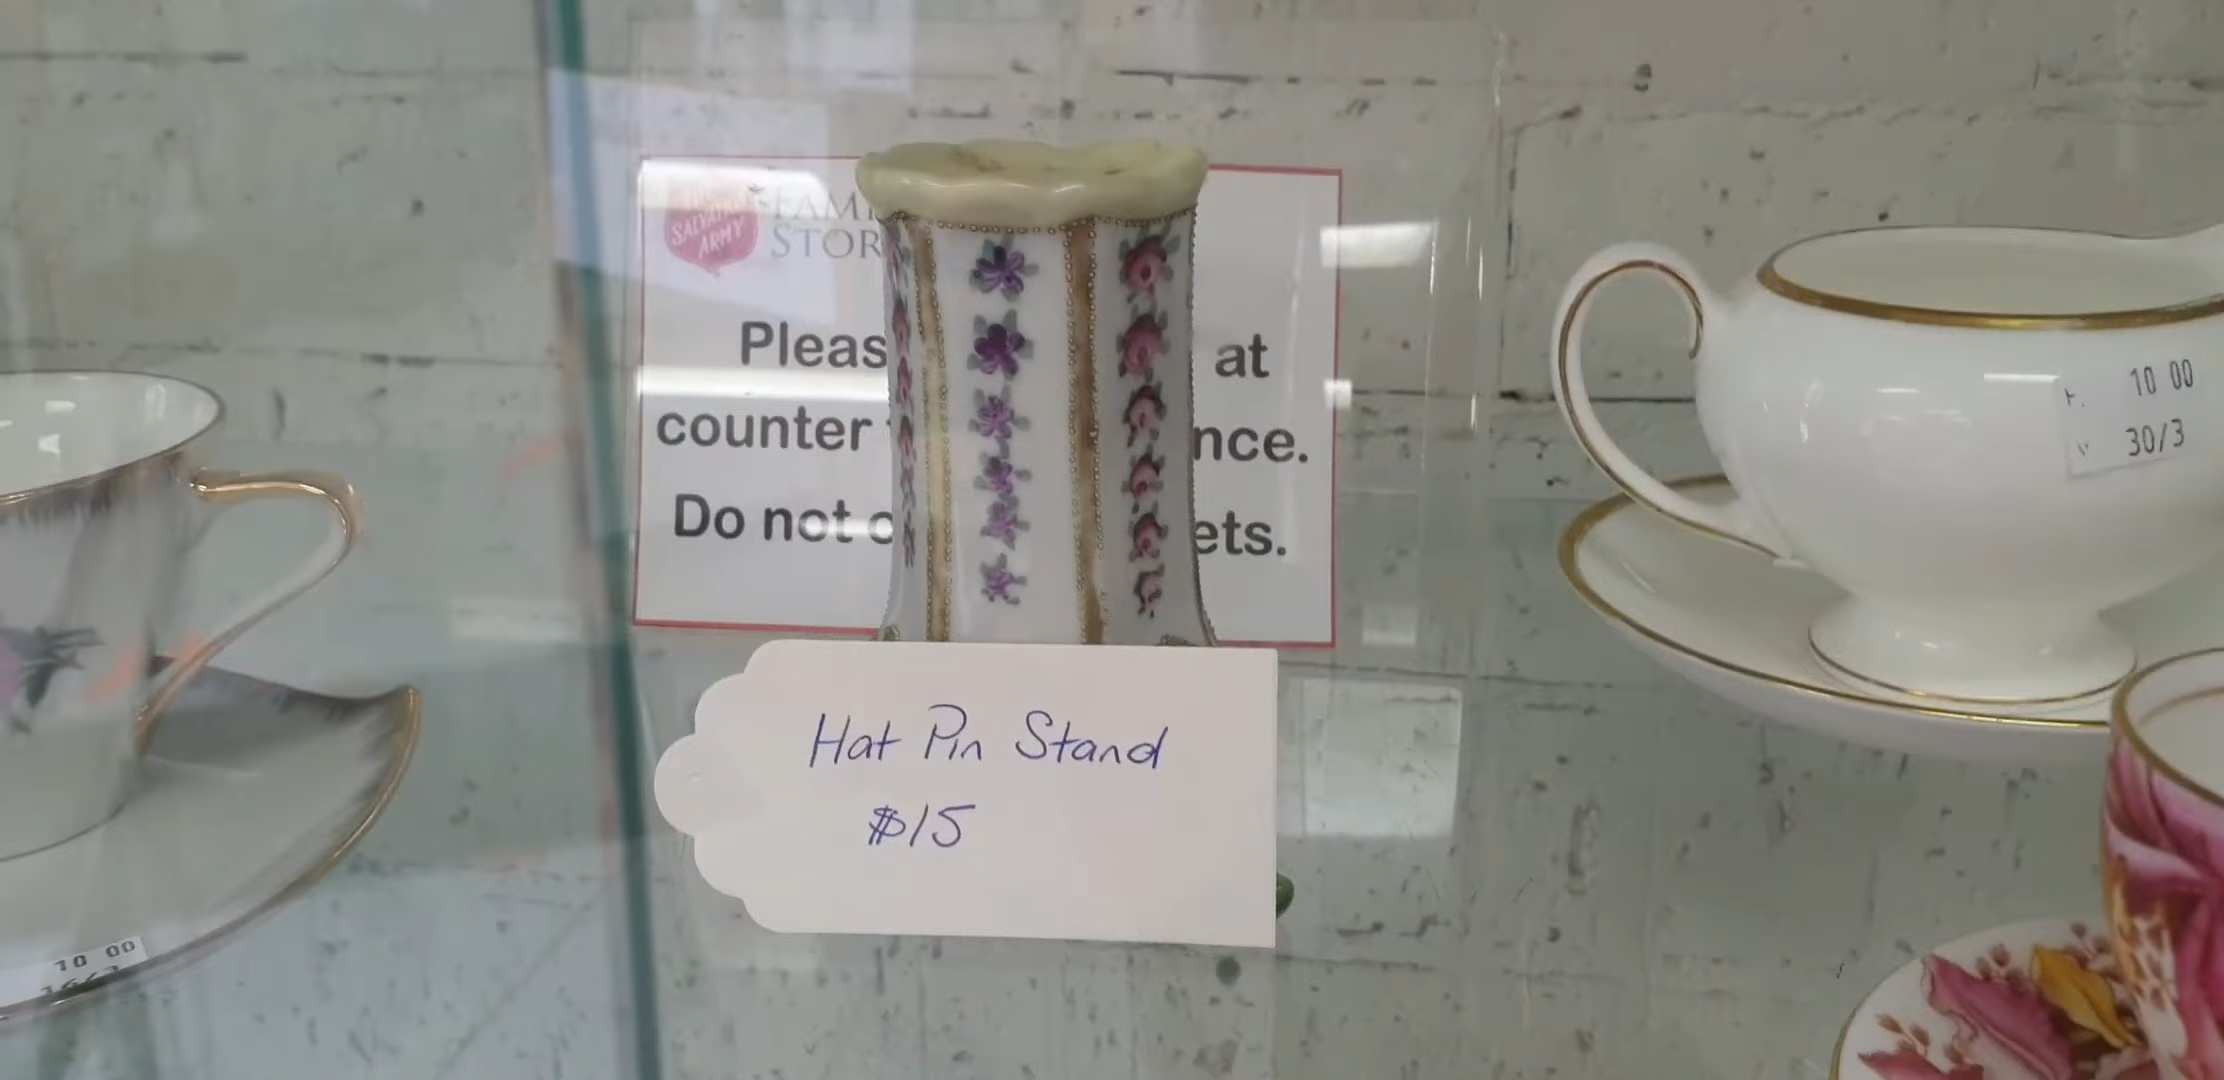 SALVATION ARMY
STOR
Pleas at
counter nce.
Do not ets.
Hat Pin Stand
$15
10 00
30/3
10 00